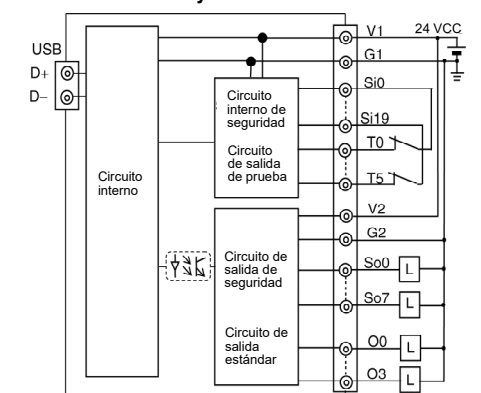 V1
24 VCC
USB
G1
D+
Si0
D−
Circuito
interno de
seguridad
Si19
T0
Circuito
de salida
de prueba
Circuito
interno
T5
V2
G2
Circuito de
salida de
seguridad
So0
L
So7
L
Circuito de
salida
estándar
O0
L
O3
L